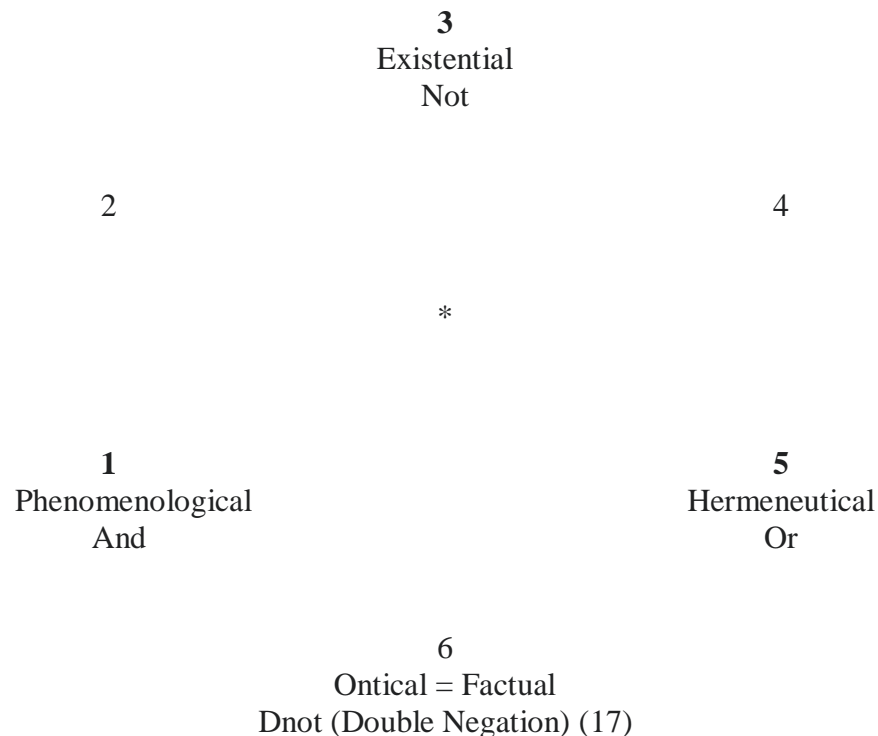 3
Existential
Not
2 4
*
1 5
Phenomenological Hermeneutical
And Or
6
Ontical = Factual
Dnot (Double Negation) (17)